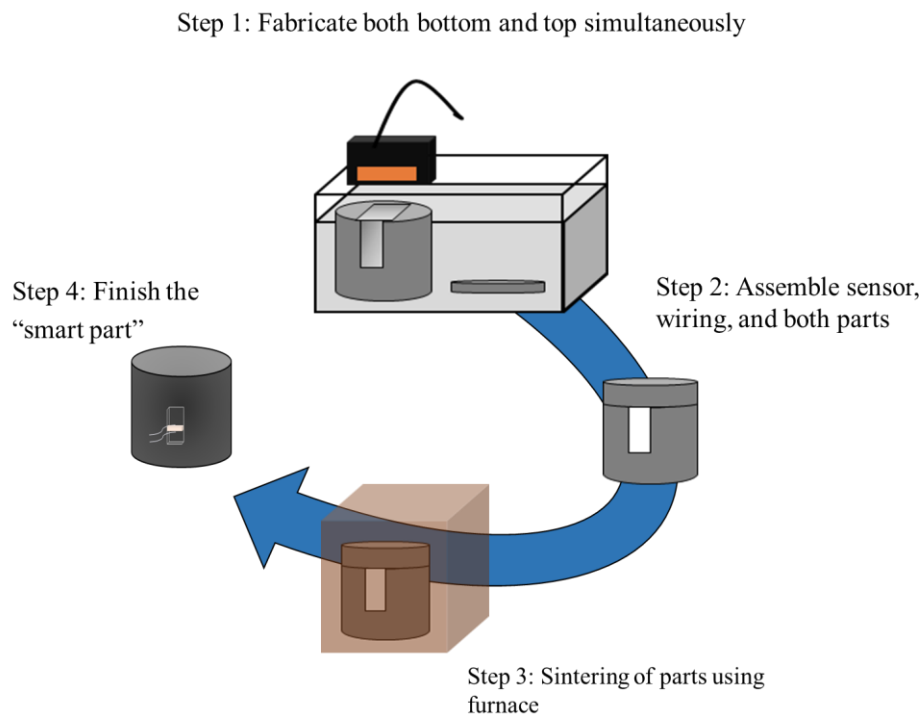 Step 1: Fabricate both bottom and top simultaneously
Step 2: Assemble sensor,
wiring, and both parts
Step 4: Finish the
“smart part”
Step 3: Sintering of parts using
furnace